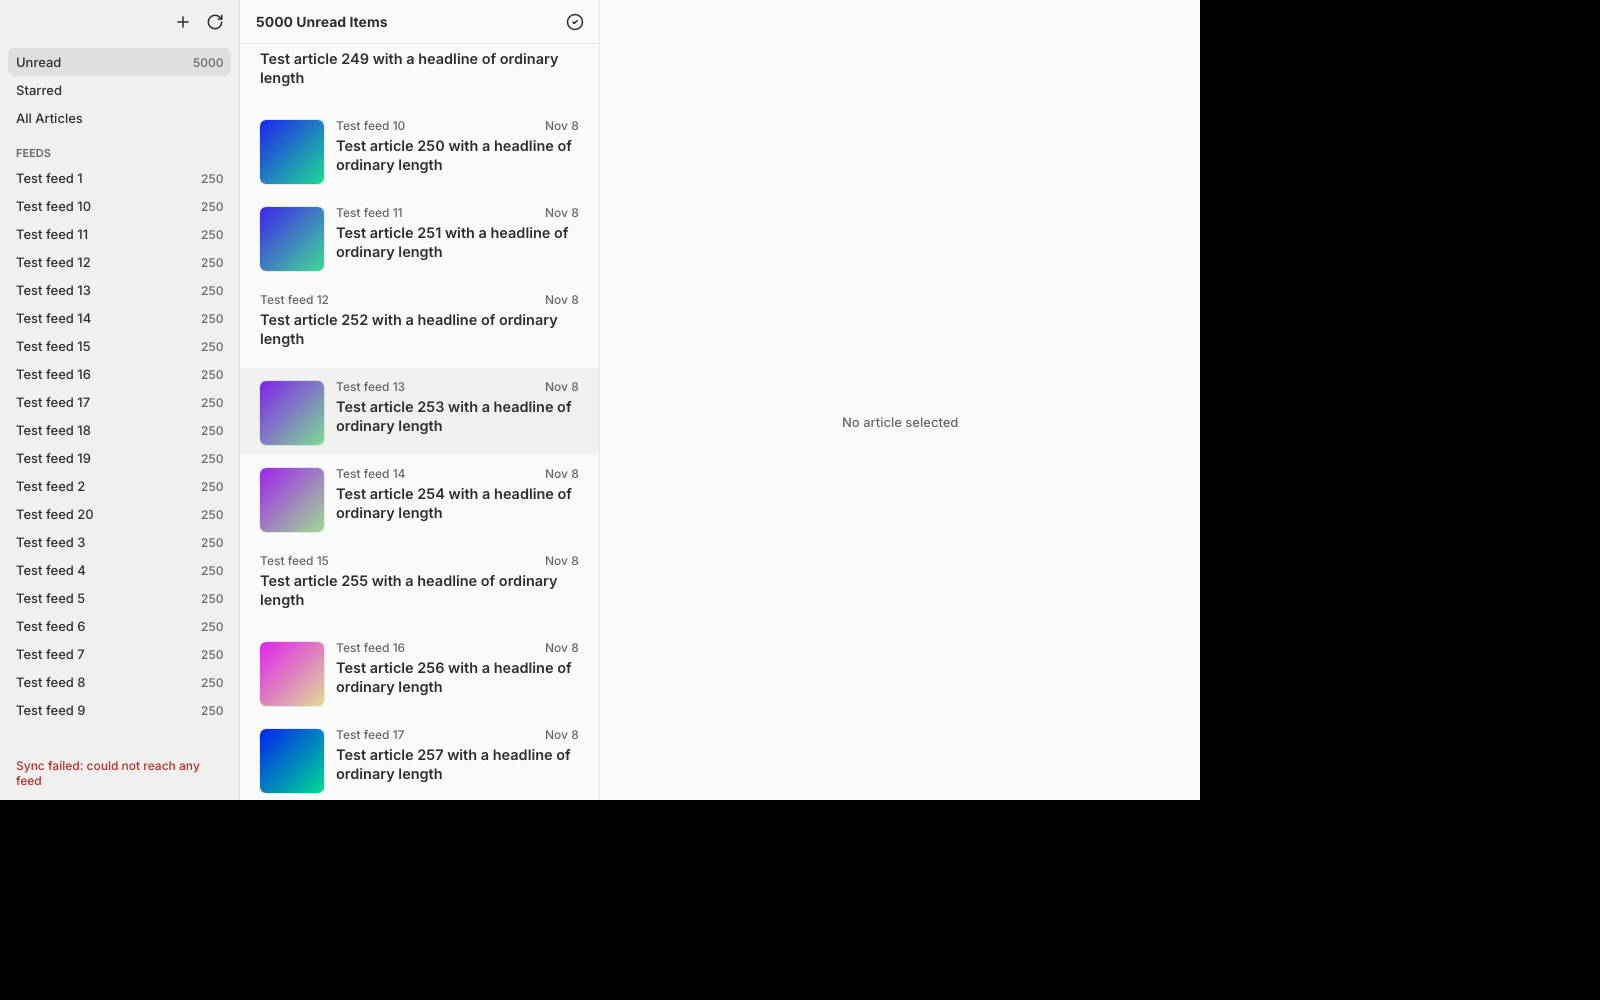 Unread 5000
Starred
All Articles
FEEDS
Test feed 1 250
Test feed 10 250
Test feed 11 250
Test feed 12 250
Test feed 13 250
Test feed 14 250
Test feed 15 250
Test feed 16 250
Test feed 17 250
Test feed 18 250
Test feed 19 250
Test feed 2 250
Test feed 20 250
Test feed 3 250
Test feed 4 250
Test feed 5 250
Test feed 6 250
Test feed 7 250
Test feed 8 250
Test feed 9 250
Sync failed: could not reach any
feed
5000 Unread Items
Test article 249 with a headline of ordinary
length
Test feed 10 Nov 8
Test article 250 with a headline of
ordinary length
Test feed 11 Nov 8
Test article 251 with a headline of
ordinary length
Test feed 12 Nov 8
Test article 252 with a headline of ordinary
length
Test feed 13 Nov 8
Test article 253 with a headline of
ordinary length
Test feed 14 Nov 8
Test article 254 with a headline of
ordinary length
Test feed 15 Nov 8
Test article 255 with a headline of ordinary
length
Test feed 16 Nov 8
Test article 256 with a headline of
ordinary length
Test feed 17 Nov 8
Test article 257 with a headline of
ordinary length
No article selected